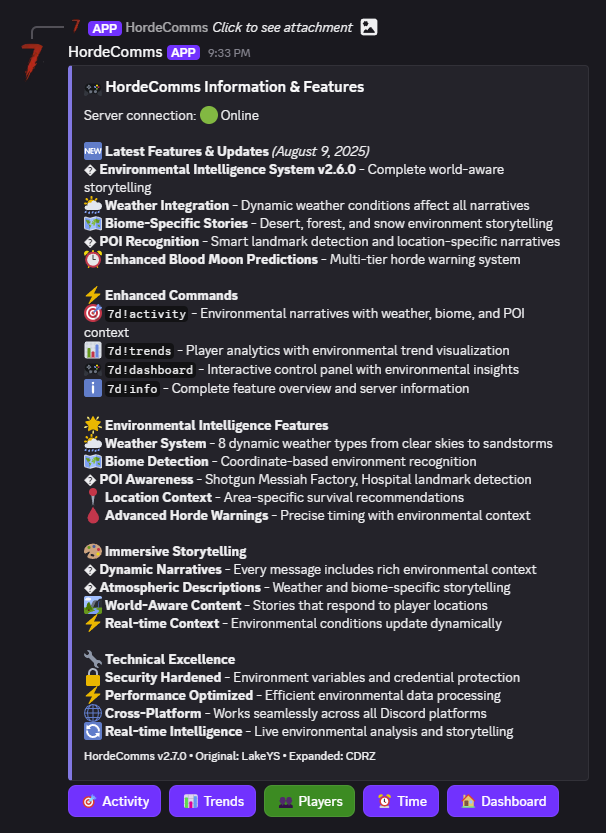 7 APP HordeComms Click to see attachment
HordeComms APP 9:33 PM
HordeComms Information & Features
Server connection: Online
NEW Latest Features & Updates (August 9, 2025)
� Environmental Intelligence System v2.6.0 - Complete world-aware
storytelling
Weather Integration - Dynamic weather conditions affect all narratives
Biome-Specific Stories - Desert, forest, and snow environment storytelling
� POI Recognition - Smart landmark detection and location-specific narratives
Enhanced Blood Moon Predictions - Multi-tier horde warning system
Enhanced Commands
7d!activity - Environmental narratives with weather, biome, and POI
context
7d!trends - Player analytics with environmental trend visualization
7d!dashboard - Interactive control panel with environmental insights
7d!info - Complete feature overview and server information
Environmental Intelligence Features
Weather System - 8 dynamic weather types from clear skies to sandstorms
Biome Detection - Coordinate-based environment recognition
� POI Awareness - Shotgun Messiah Factory, Hospital landmark detection
Location Context - Area-specific survival recommendations
Advanced Horde Warnings - Precise timing with environmental context
Immersive Storytelling
� Dynamic Narratives - Every message includes rich environmental context
� Atmospheric Descriptions - Weather and biome-specific storytelling
World-Aware Content - Stories that respond to player locations
Real-time Context - Environmental conditions update dynamically
Technical Excellence
Security Hardened - Environment variables and credential protection
Performance Optimized - Efficient environmental data processing
Cross-Platform - Works seamlessly across all Discord platforms
Real-time Intelligence - Live environmental analysis and storytelling
HordeComms v2.7.0 • Original: LakeYS • Expanded: CDRZ
Activity Trends Players Time Dashboard